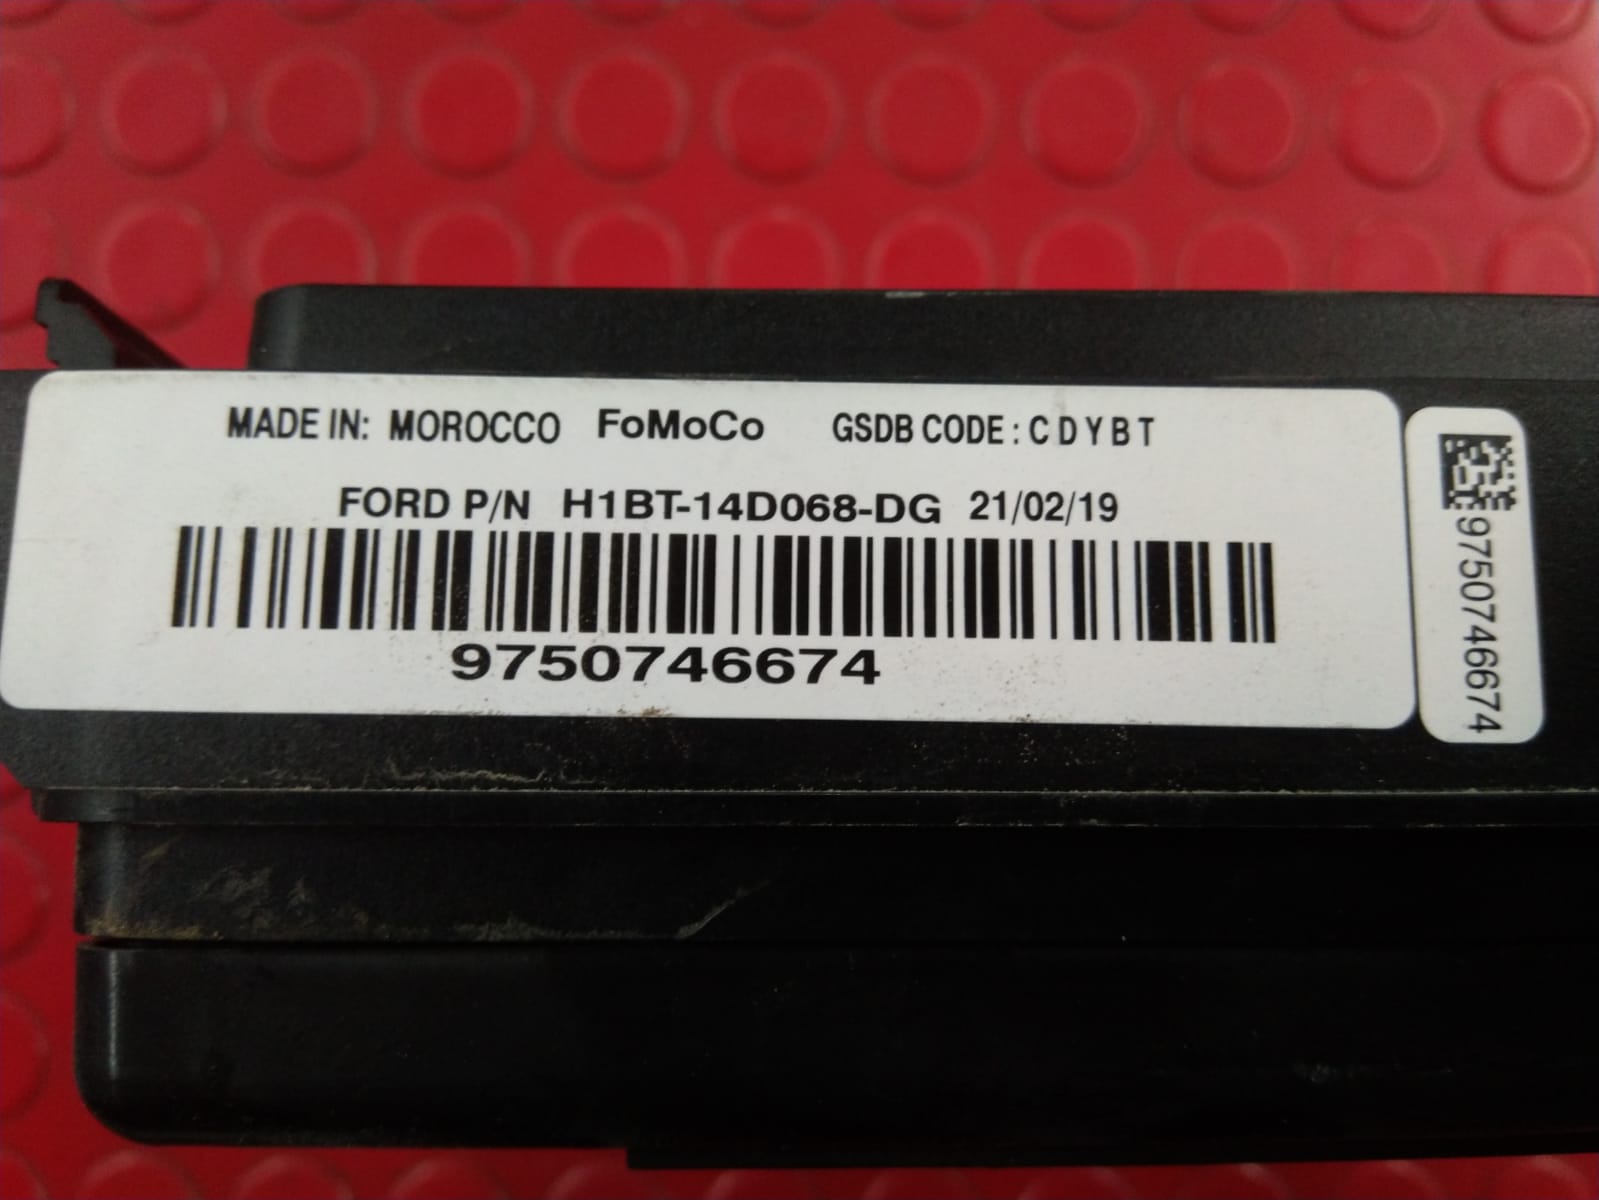 MADE IN: MOROCCO FoMoCo GSDB CODE : C D Y B T
FORD P/N H1BT-14D068-DG 21/02/19
9750746674
9750746674